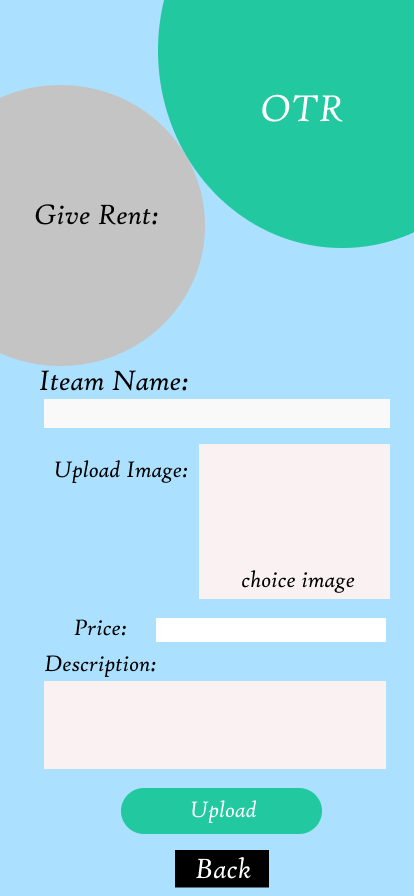 OTR
Give Rent:
Iteam Name:
Upload Image:
choice image
Price:
Description:
Upload
Back